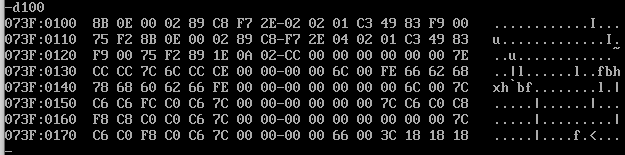 -d100
073F:0100  8B 0E 00 02 89 C8 F7 2E-02 02 01 C3 49 83 F9 00   ............I...
073F:0110  75 F2 8B 0E 00 02 89 C8-F7 2E 04 02 01 C3 49 83   u.............I.
073F:0120  F9 00 75 F2 89 1E 0A 02-CC 00 00 00 00 00 00 7E   ..u............~
073F:0130  CC CC 7C 6C CC CE 00 00-00 00 6C 00 FE 66 62 68   ..|l......l..fbh
073F:0140  78 68 60 62 66 FE 00 00-00 00 00 00 00 6C 00 7C   xh`bf........l.|
073F:0150  C6 C6 FC C0 C0 C6 7C 00-00 00 00 00 7C C6 C0 C8   ......|.....|...
073F:0160  F8 C8 C0 C0 C6 7C 00 00-00 00 00 00 00 00 00 7C   .....|.........|
073F:0170  C6 C0 F8 C0 C6 7C 00 00-00 00 66 00 3C 18 18 18   .....|....f.<...
-